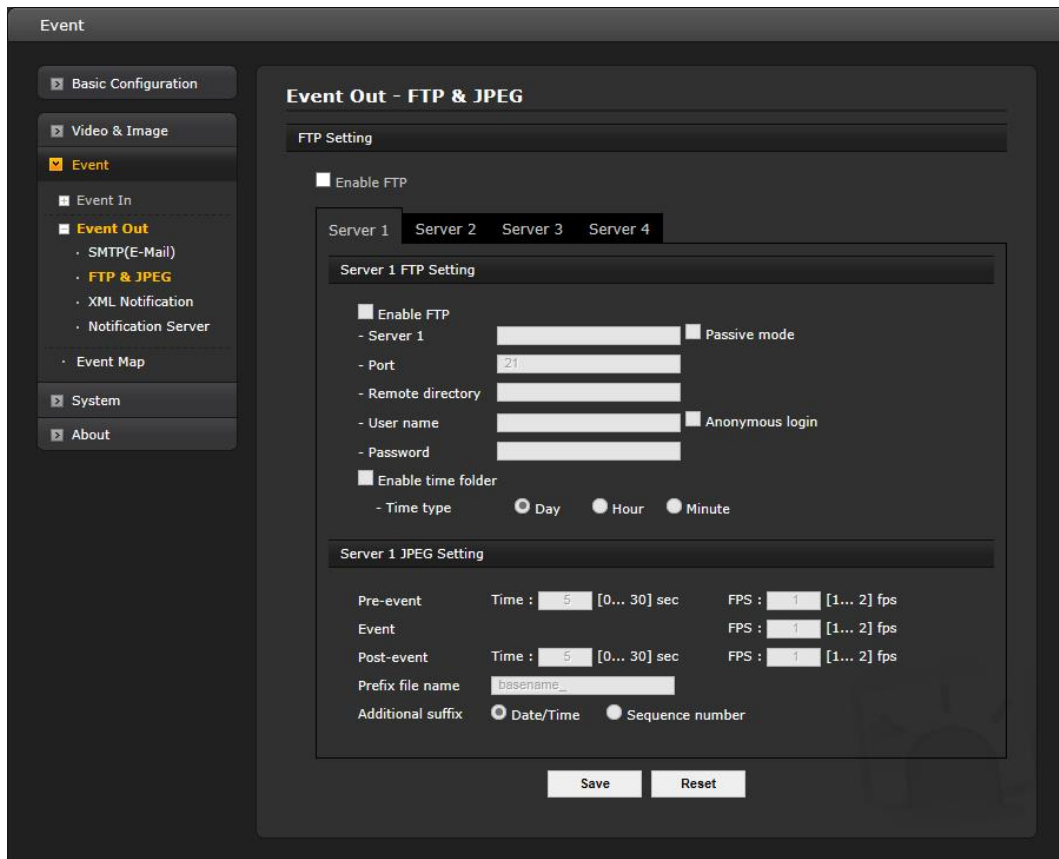 Event
Basic Configuration
Video & Image
Event
Event In
Event Out
· SMTP(E-Mail)
· FTP & JPEG
· XML Notification
· Notification Server
· Event Map
System
About
Event Out - FTP & JPEG
FTP Setting
Enable FTP
Server 1 Server 2 Server 3 Server 4
Server 1 FTP Setting
Enable FTP
- Server 1 Passive mode
- Port 21
- Remote directory
- User name Anonymous login
- Password
Enable time folder
- Time type Day Hour Minute
Server 1 JPEG Setting
Pre-event Time : 5 [0... 30] sec FPS : 1 [1... 2] fps
Event FPS : 1 [1... 2] fps
Post-event Time : 5 [0... 30] sec FPS : 1 [1... 2] fps
Prefix file name basename_
Additional suffix Date/Time Sequence number
Save Reset